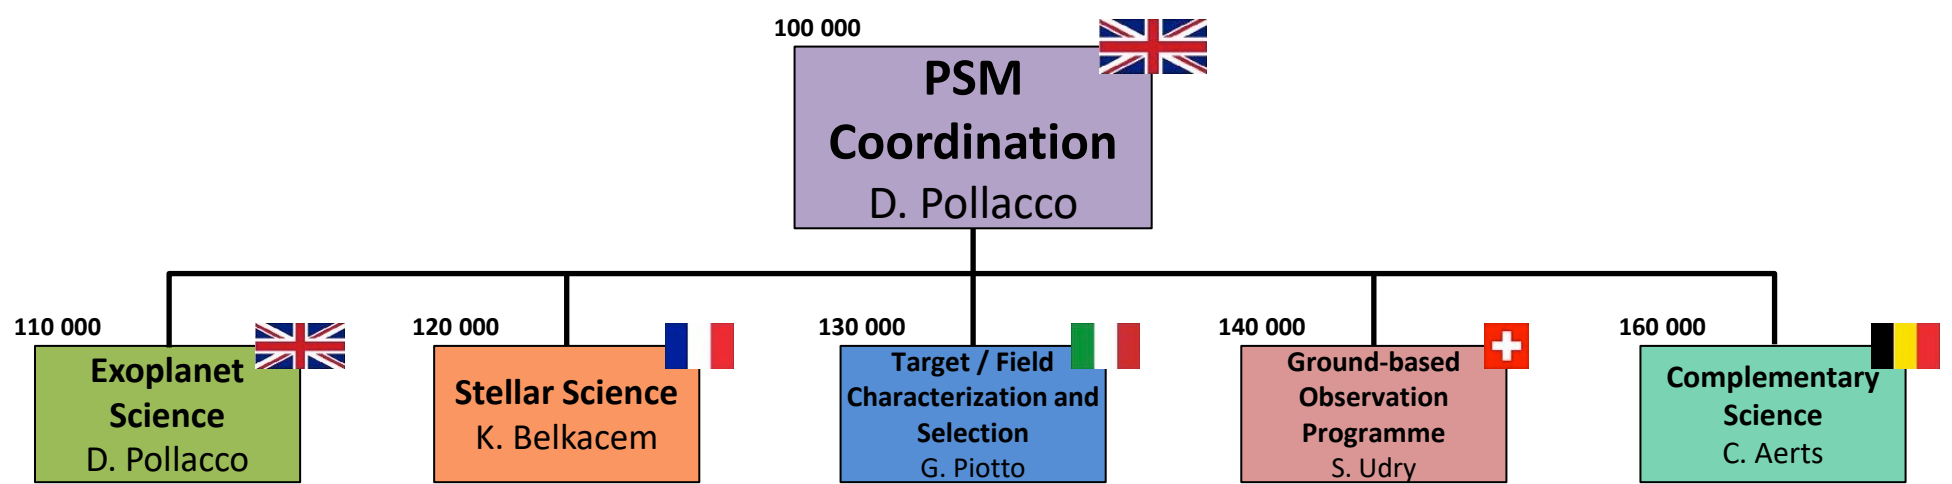 100 000
PSM
Coordination
D. Pollacco
110 000
Exoplanet
Science
D. Pollacco
120 000
Stellar Science
K. Belkacem
130 000
Target / Field
Characterization and
Selection
G. Piotto
140 000
Ground-based
Observation
Programme
S. Udry
160 000
Complementary
Science
C. Aerts